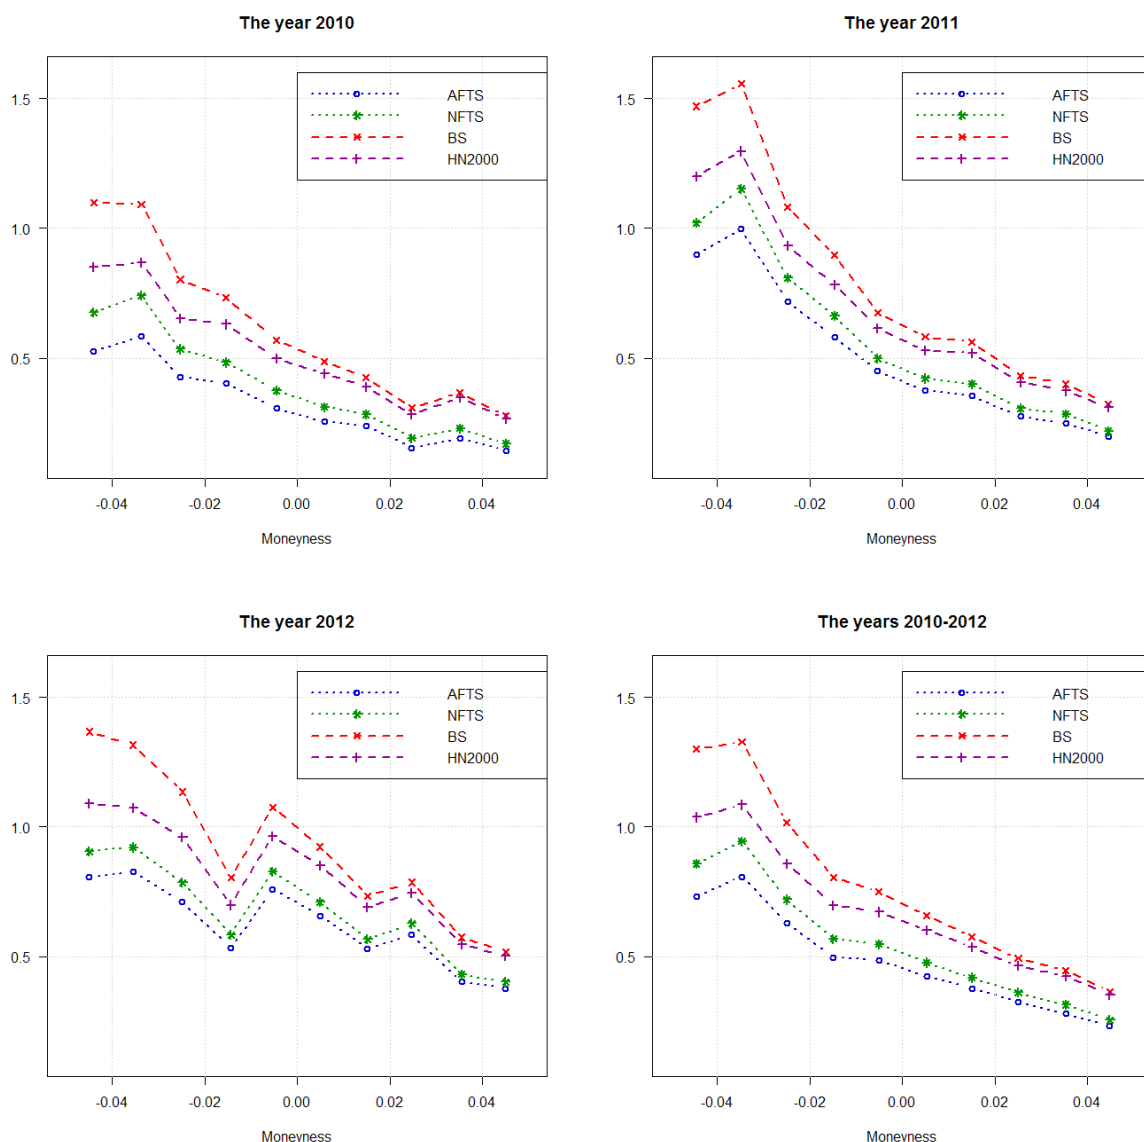 The year 2010
1.5
1.0
0.5
AFTS
NFTS
BS
HN2000
-0.04 -0.02 0.00 0.02 0.04
Moneyness
The year 2011
1.5
1.0
0.5
AFTS
NFTS
BS
HN2000
-0.04 -0.02 0.00 0.02 0.04
Moneyness
The year 2012
1.5
1.0
0.5
AFTS
NFTS
BS
HN2000
-0.04 -0.02 0.00 0.02 0.04
Moneyness
The years 2010-2012
1.5
1.0
0.5
AFTS
NFTS
BS
HN2000
-0.04 -0.02 0.00 0.02 0.04
Moneyness